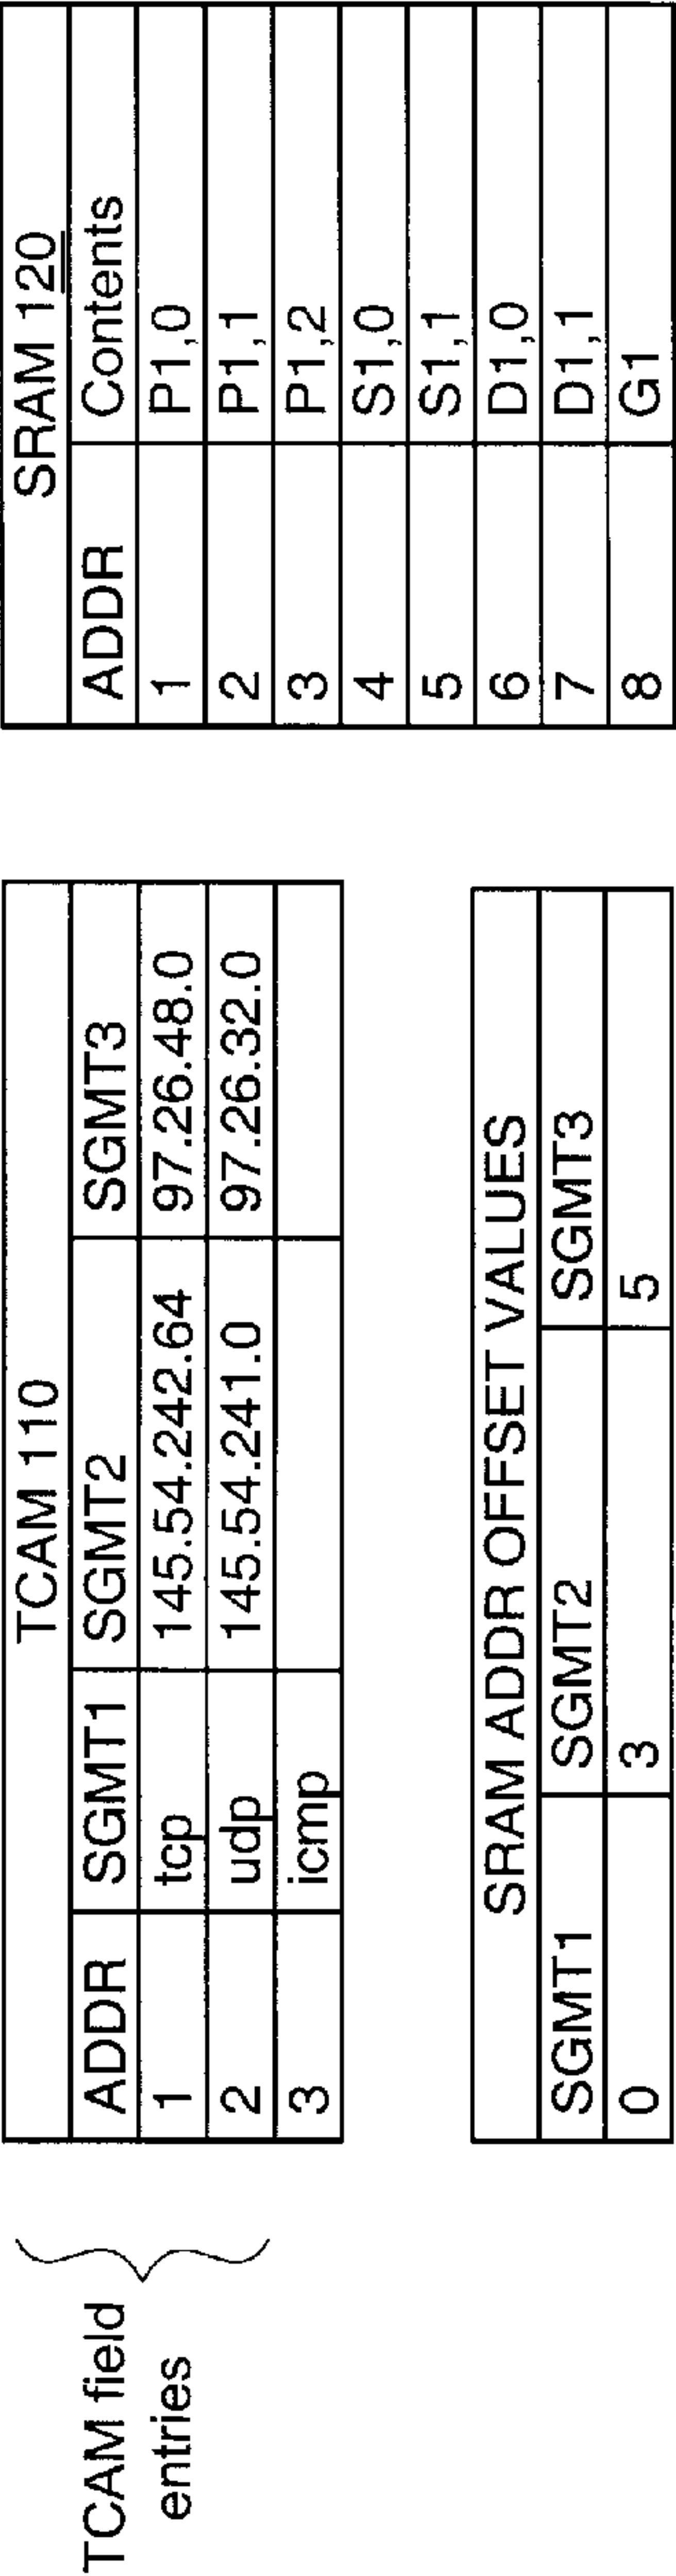 TCAM field
entries
TCAM 110
ADDR SGMT1 SGMT2 SGMT3
1 tcp 145.54.242.64 97.26.48.0
2 udp 145.54.241.0 97.26.32.0
3 icmp
SRAM ADDR OFFSET VALUES
SGMT1 SGMT2 SGMT3
0 3 5
SRAM 120
ADDR Contents
1 P1,0
2 P1,1
3 P1,2
4 S1,0
5 S1,1
6 D1,0
7 D1,1
8 G1